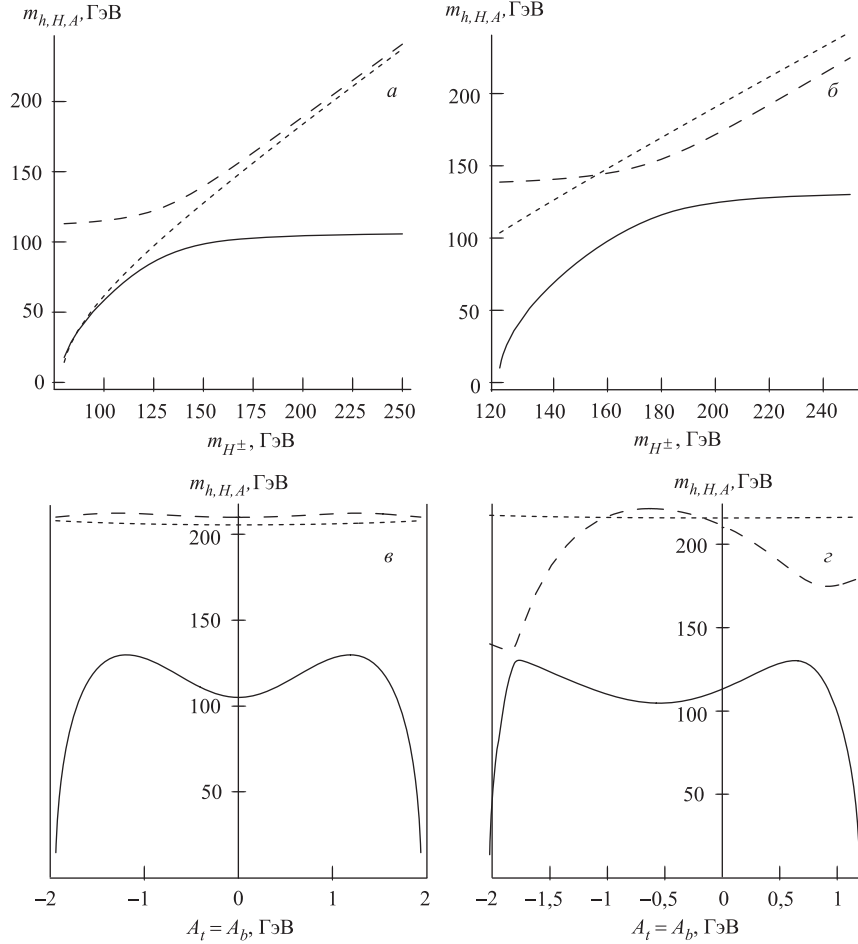 m_{h, H, A}, ГэВ
а
200
150
100
50
0
100 125 150 175 200 225 250
m_{H^±}, ГэВ
m_{h, H, A}, ГэВ
б
200
150
100
50
0
120 140 160 180 200 220 240
m_{H^±}, ГэВ
m_{h, H, A}, ГэВ
в
200
150
100
50
−2 −1 0 1 2
A_t = A_b, ГэВ
m_{h, H, A}, ГэВ
г
200
150
100
50
−2 −1,5 −1 −0,5 0 0,5 1
A_t = A_b, ГэВ